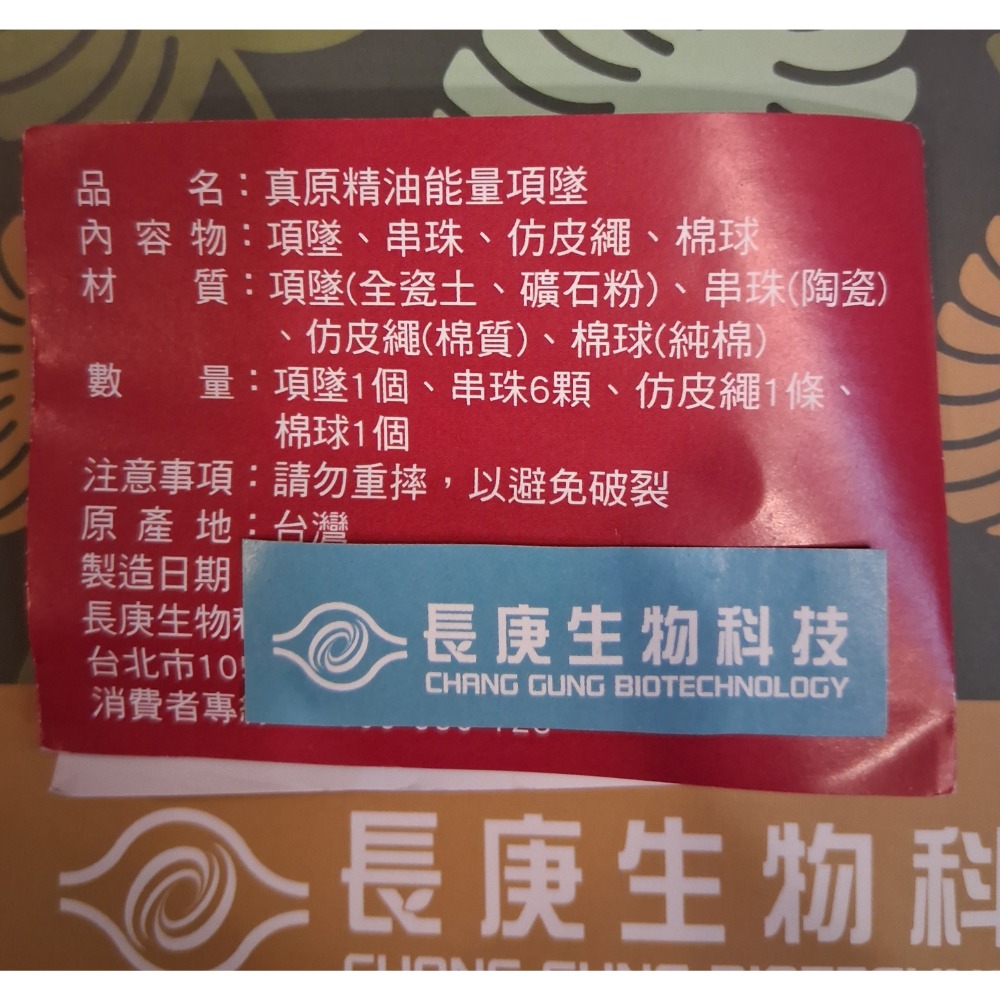 品名：真原精油能量項墜
內容物：項墜、串珠、仿皮繩、棉球
材質：項墜(全瓷土、礦石粉)、串珠(陶瓷)
、仿皮繩(棉質)、棉球(純棉)
數量：項墜1個、串珠6顆、仿皮繩1條、
棉球1個
注意事項：請勿重摔，以避免破裂
原產地：台灣
製造日期
長庚生物
台北市10
消費者專
長庚生物科技
CHANG GUNG BIOTECHNOLOGY
長庚生物科